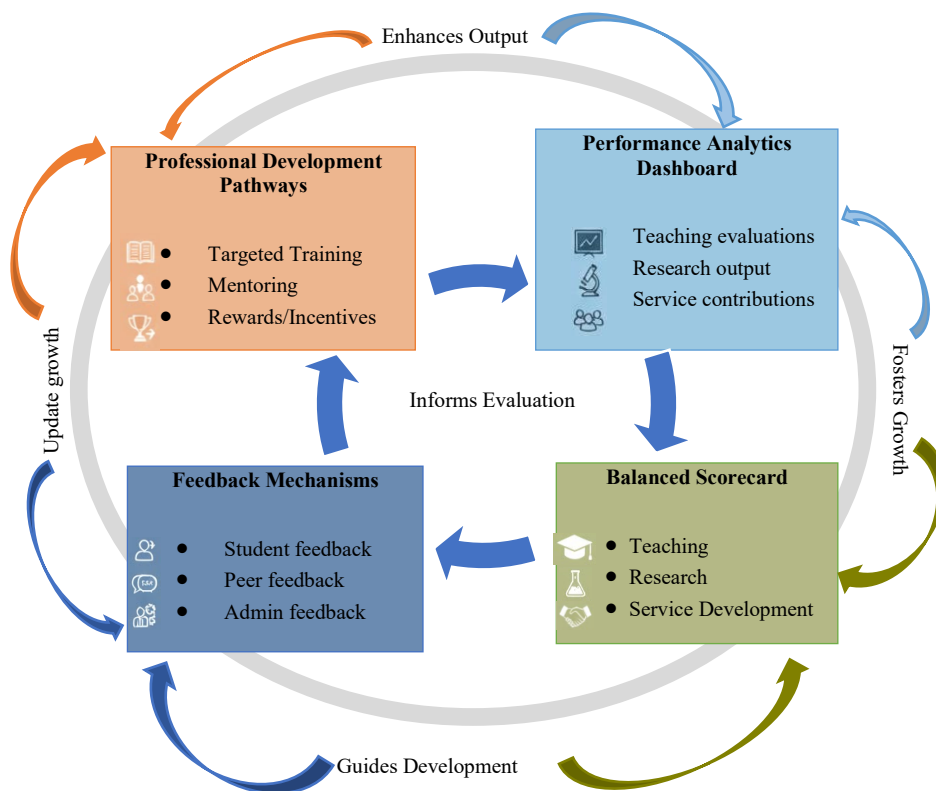 Enhances Output
Professional Development
Pathways
• Targeted Training
• Mentoring
• Rewards/Incentives
Performance Analytics
Dashboard
Teaching evaluations
Research output
Service contributions
Update growth
Informs Evaluation
Fosters Growth
Feedback Mechanisms
• Student feedback
• Peer feedback
• Admin feedback
Balanced Scorecard
• Teaching
• Research
• Service Development
Guides Development